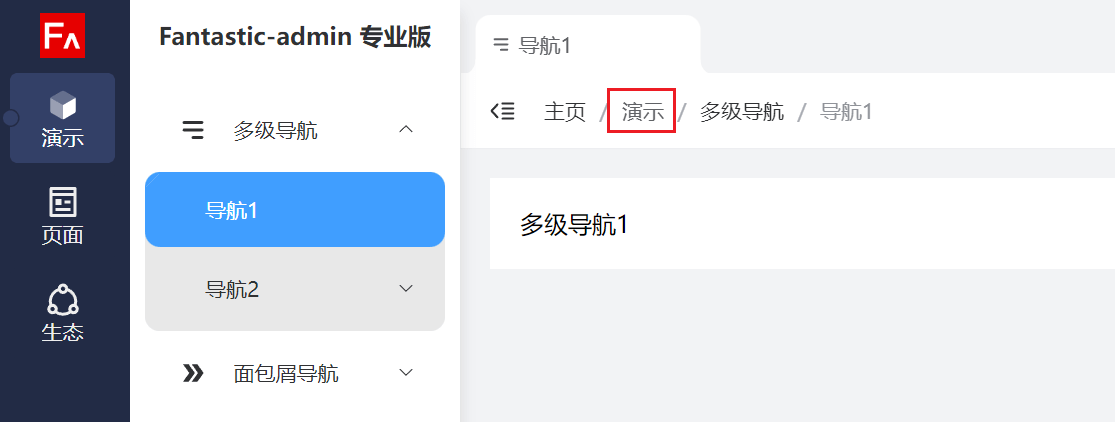 FA
演示
页面
生态
Fantastic-admin 专业版
多级导航
导航1
导航2
面包屑导航
导航1
主页 / 演示 / 多级导航 / 导航1
多级导航1